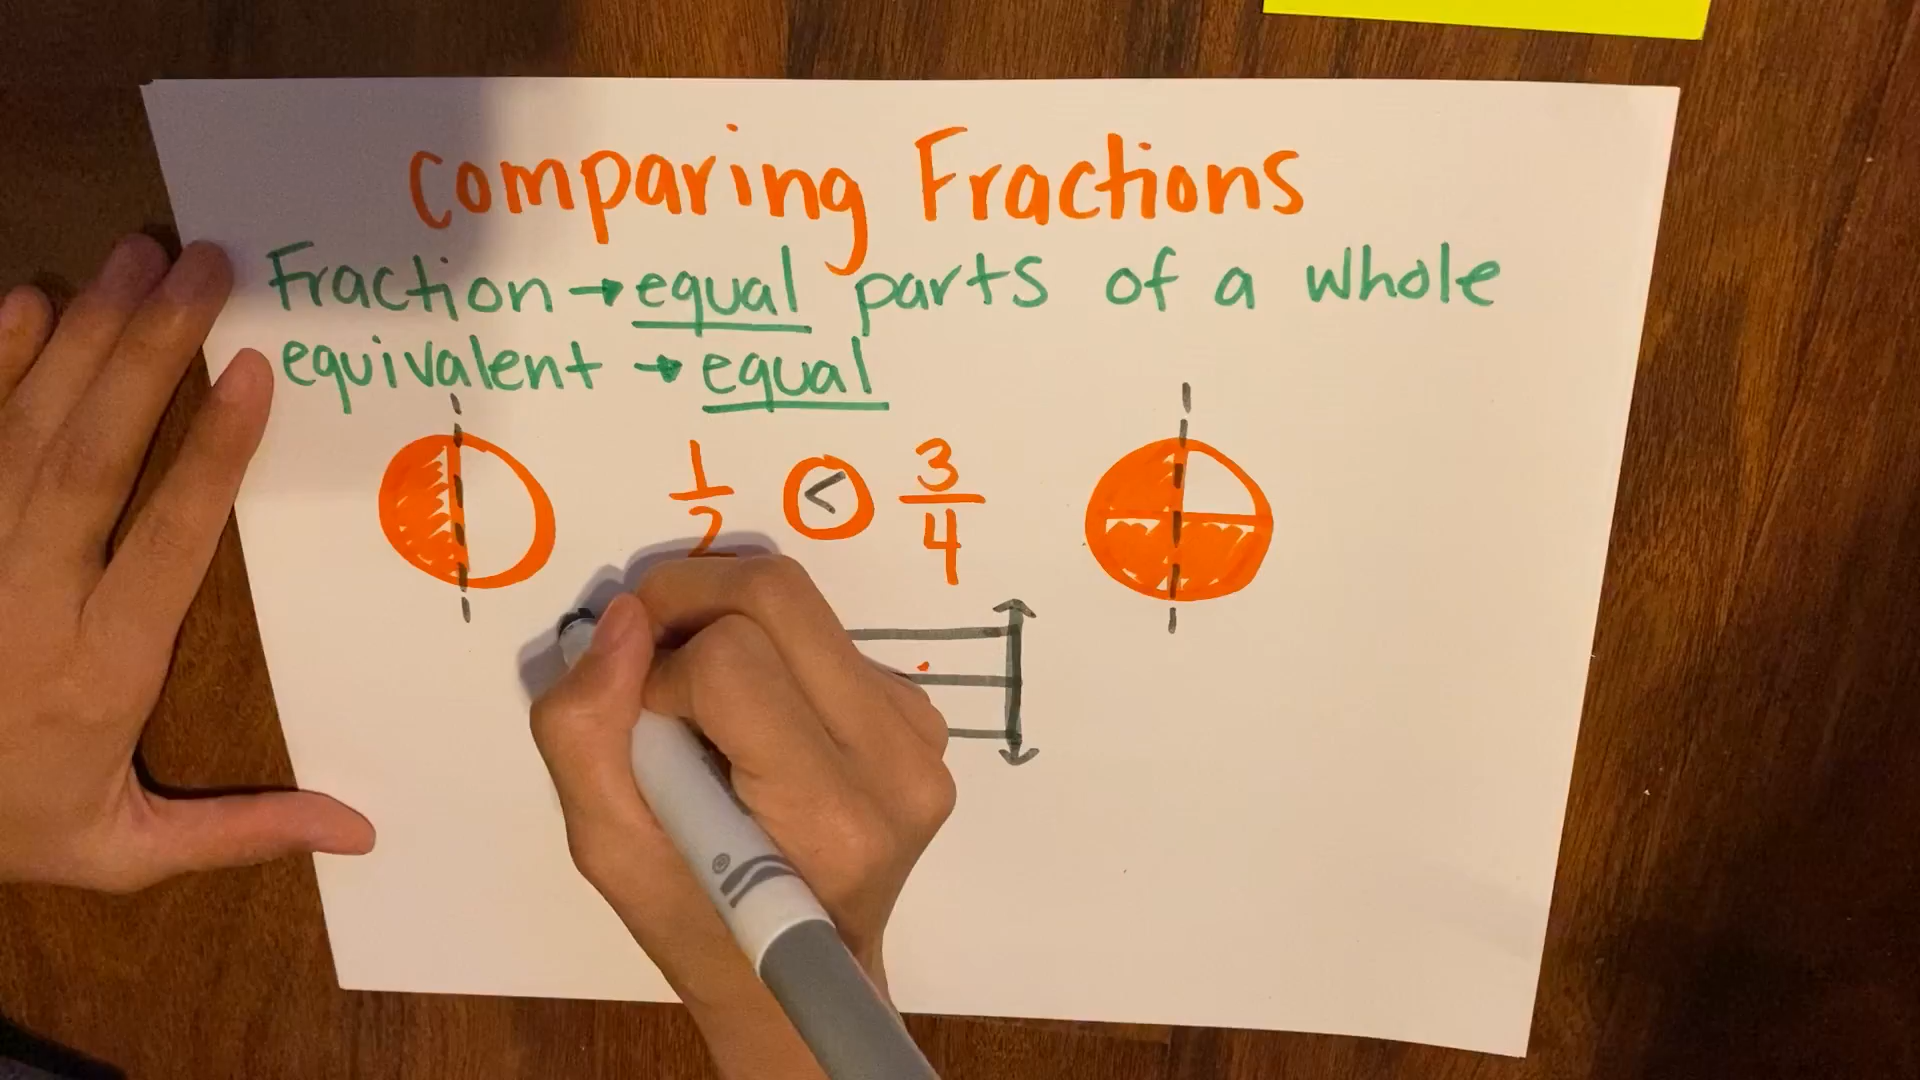 Comparing Fractions
Fraction → equal parts of a whole
equivalent → equal
1/2 < 3/4